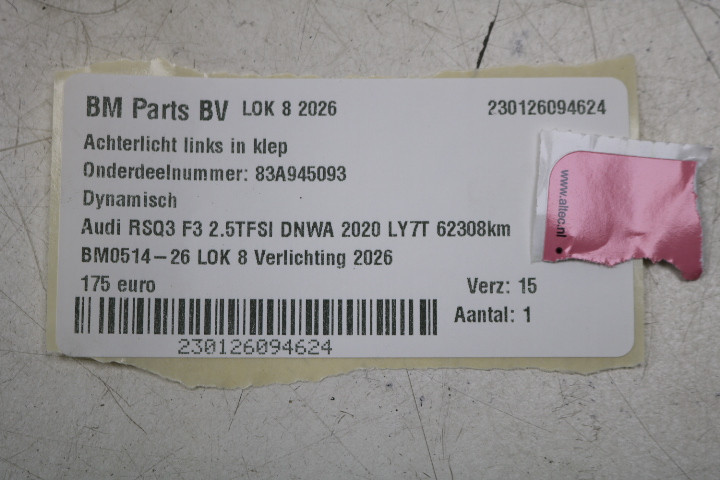 BM Parts BV LOK 8 2026 230126094624
Achterlicht links in klep
Onderdeelnummer: 83A945093
Dynamisch
Audi RSQ3 F3 2.5TFSI DNWA 2020 LY7T 62308km
BM0514-26 LOK 8 Verlichting 2026
175 euro Verz: 15
Aantal: 1
230126094624
www.altec.nl